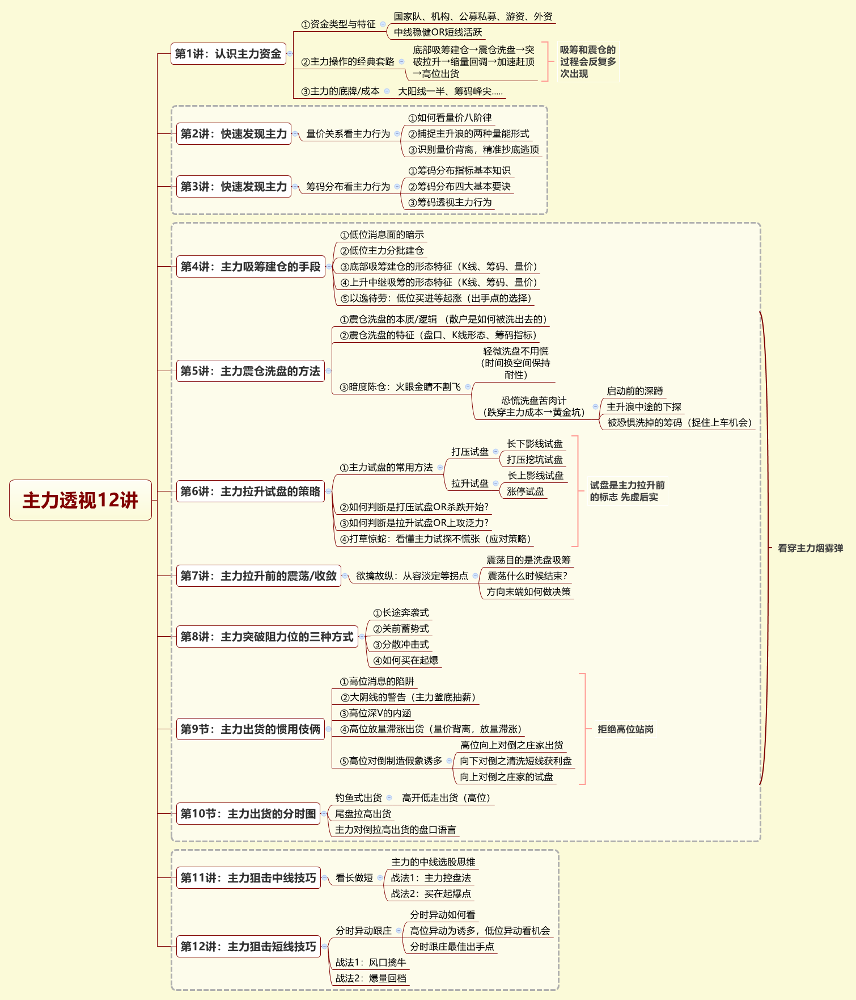 主力透视12讲
第1讲：认识主力资金
①资金类型与特征
国家队、机构、公募私募、游资、外资
中线稳健OR短线活跃
②主力操作的经典套路
底部吸筹建仓→震仓洗盘→突
破拉升→缩量回调→加速赶顶
→高位出货
吸筹和震仓的
过程会反复多
次出现
③主力的底牌/成本
大阳线一半、筹码峰尖.....
第2讲：快速发现主力
量价关系看主力行为
①如何看量价八阶律
②捕捉主升浪的两种量能形式
③识别量价背离，精准抄底逃顶
第3讲：快速发现主力
筹码分布看主力行为
①筹码分布指标基本知识
②筹码分布四大基本要诀
③筹码透视主力行为
第4讲：主力吸筹建仓的手段
①低位消息面的暗示
②低位主力分批建仓
③底部吸筹建仓的形态特征（K线、筹码、量价）
④上升中继吸筹的形态特征（K线、筹码、量价）
⑤以逸待劳：低位买进等起涨（出手点的选择）
第5讲：主力震仓洗盘的方法
①震仓洗盘的本质/逻辑 （散户是如何被洗出去的）
②震仓洗盘的特征（盘口、K线形态、筹码指标）
③暗度陈仓：火眼金睛不割飞
轻微洗盘不用慌
（时间换空间保持
耐性）
恐慌洗盘苦肉计
（跌穿主力成本→黄金坑）
启动前的深蹲
主升浪中途的下探
被恐惧洗掉的筹码（捉住上车机会）
第6讲：主力拉升试盘的策略
①主力试盘的常用方法
打压试盘
长下影线试盘
打压挖坑试盘
拉升试盘
长上影线试盘
涨停试盘
②如何判断是打压试盘OR杀跌开始?
③如何判断是拉升试盘OR上攻泛力?
④打草惊蛇：看懂主力试探不慌张（应对策略）
试盘是主力拉升前
的标志 先虚后实
第7讲：主力拉升前的震荡/收敛
欲擒故纵：从容淡定等拐点
震荡目的是洗盘吸筹
震荡什么时候结束?
方向末端如何做决策
第8讲：主力突破阻力位的三种方式
①长途奔袭式
②关前蓄势式
③分散冲击式
④如何买在起爆
第9节：主力出货的惯用伎俩
①高位消息的陷阱
②大阴线的警告（主力釜底抽薪）
③高位深V的内涵
④高位放量滞涨出货（量价背离，放量滞涨）
⑤高位对倒制造假象诱多
高位向上对倒之庄家出货
向下对倒之清洗短线获利盘
向上对倒之庄家的试盘
拒绝高位站岗
第10节：主力出货的分时图
钓鱼式出货
高开低走出货（高位）
尾盘拉高出货
主力对倒拉高出货的盘口语言
看穿主力烟雾弹
第11讲：主力狙击中线技巧
看长做短
主力的中线选股思维
战法1：主力控盘法
战法2：买在起爆点
第12讲：主力狙击短线技巧
分时异动跟庄
分时异动如何看
高位异动为诱多，低位异动看机会
分时跟庄最佳出手点
战法1：风口擒牛
战法2：爆量回档